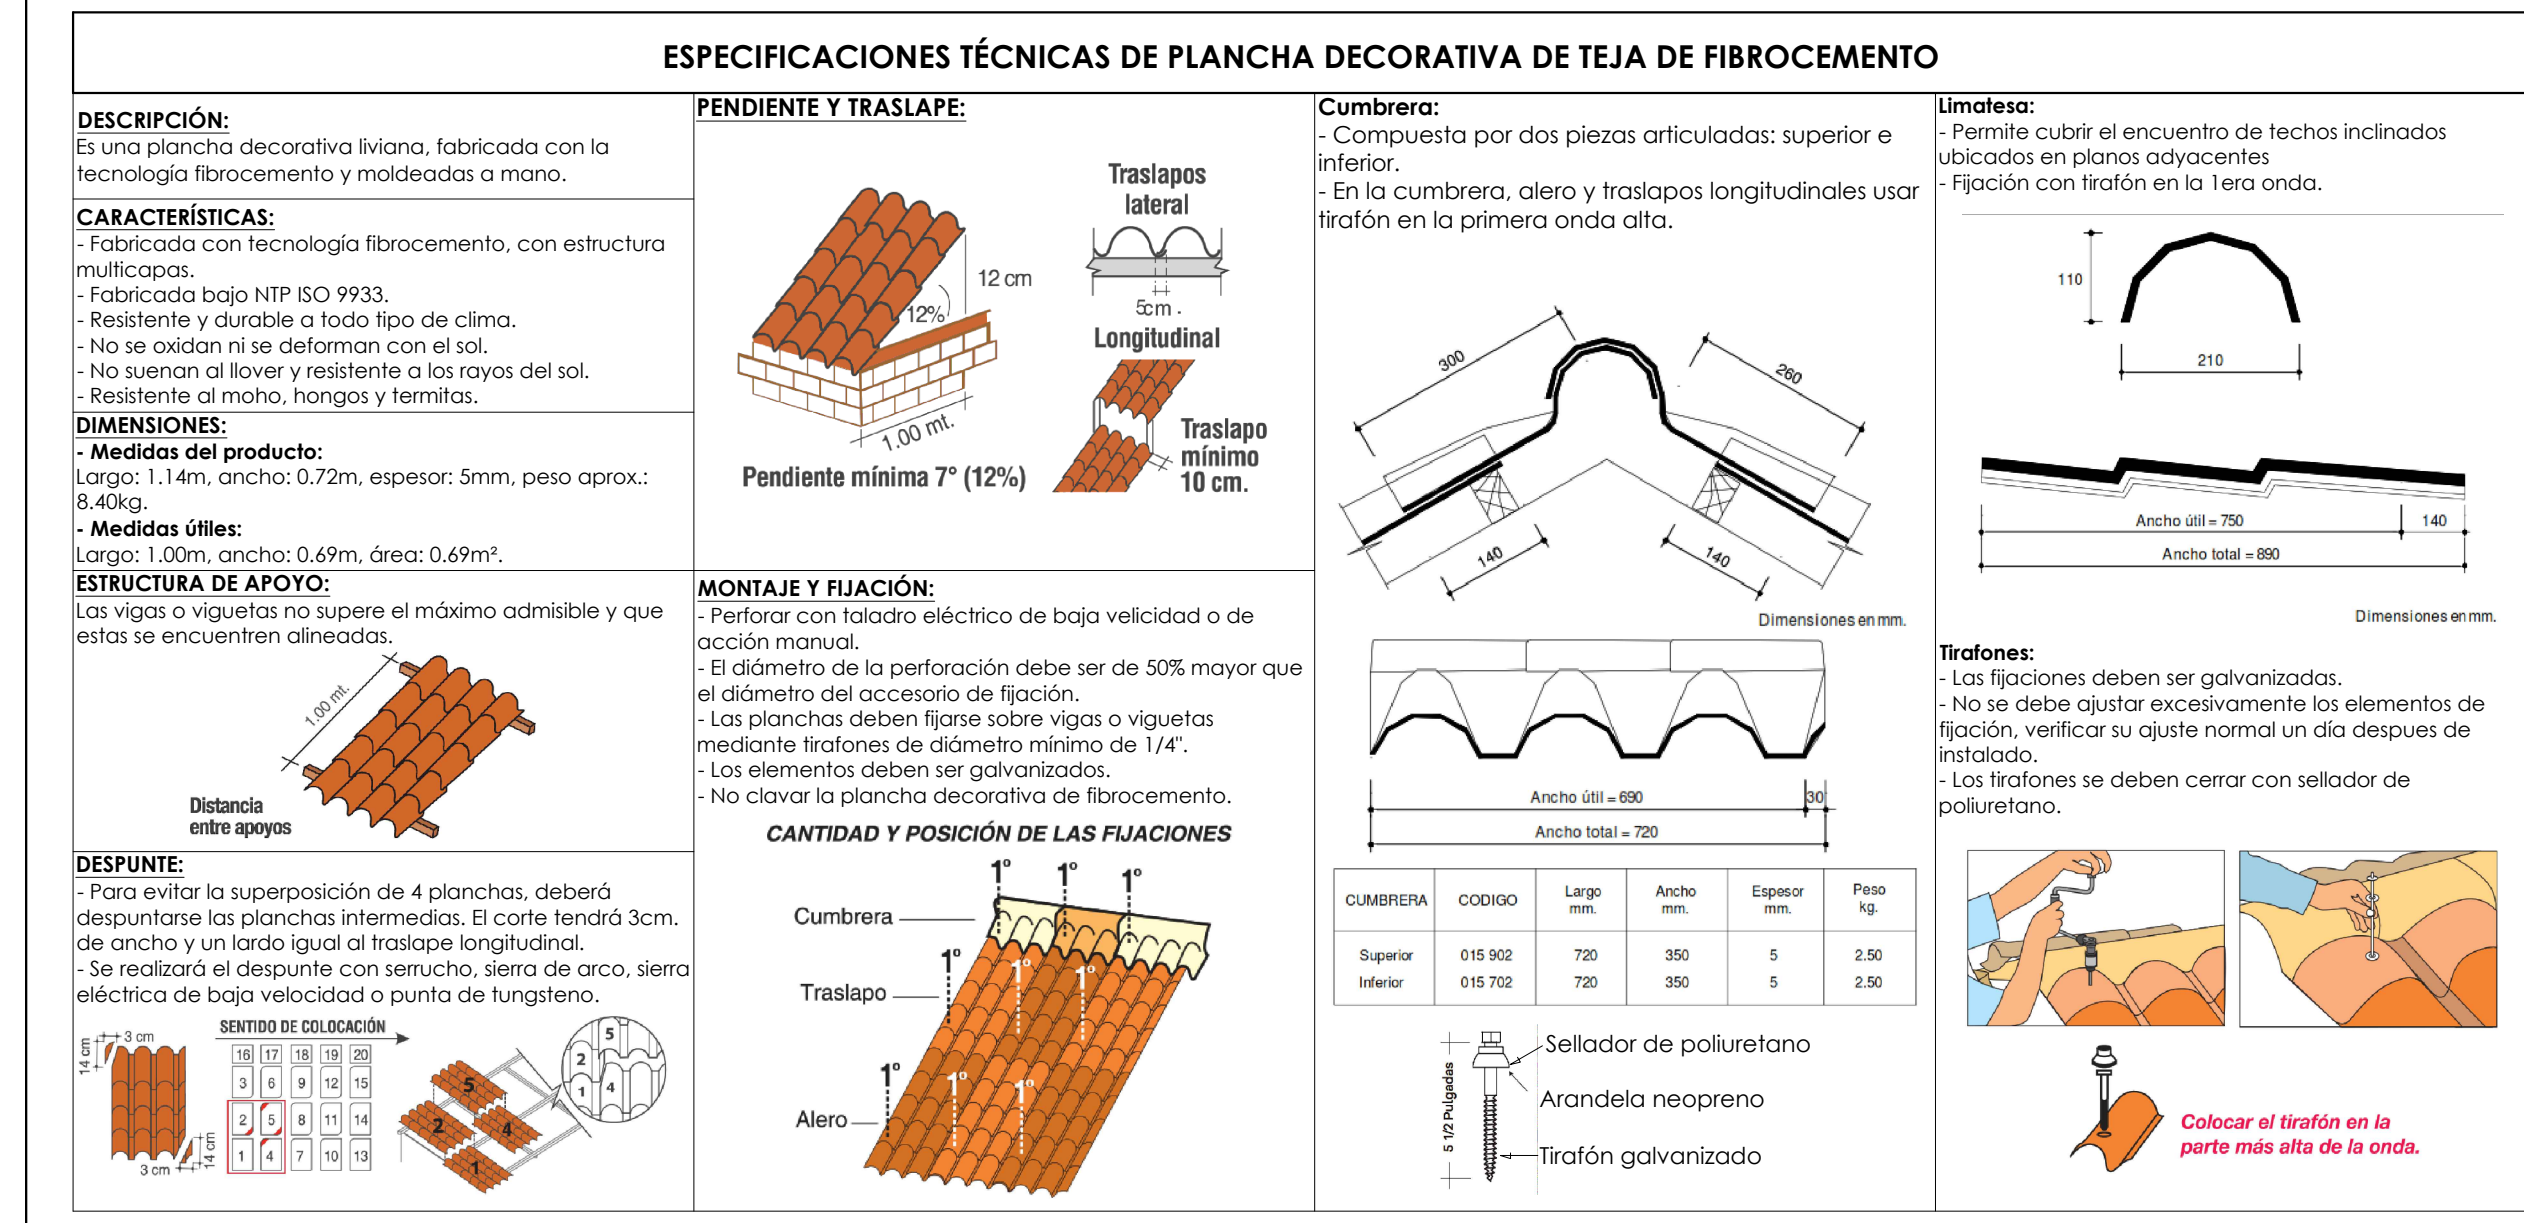 ESPECIFICACIONES TÉCNICAS DE PLANCHA DECORATIVA DE TEJA DE FIBROCEMENTO
DESCRIPCIÓN:
Es una plancha decorativa liviana, fabricada con la
tecnología fibrocemento y moldeadas a mano.
CARACTERÍSTICAS:
- Fabricada con tecnología fibrocemento, con estructura
multicapas.
- Fabricada bajo NTP ISO 9933.
- Resistente y durable a todo tipo de clima.
- No se oxidan ni se deforman con el sol.
- No suenan al llover y resistente a los rayos del sol.
- Resistente al moho, hongos y termitas.
DIMENSIONES:
- Medidas del producto:
Largo: 1.14m, ancho: 0.72m, espesor: 5mm, peso aprox.:
8.40kg.
- Medidas útiles:
Largo: 1.00m, ancho: 0.69m, área: 0.69m².
ESTRUCTURA DE APOYO:
Las vigas o viguetas no supere el máximo admisible y que
estas se encuentren alineadas.
1.00 mt.
Distancia
entre apoyos
DESPUNTE:
- Para evitar la superposición de 4 planchas, deberá
despuntarse las planchas intermedias. El corte tendrá 3cm.
de ancho y un lardo igual al traslape longitudinal.
- Se realizará el despunte con serrucho, sierra de arco, sierra
eléctrica de baja velocidad o punta de tungsteno.
3 cm
14 cm
3 cm
14 cm
SENTIDO DE COLOCACIÓN
16 17 18 19 20
3 6 9 12 15
2 5 8 11 14
1 4 7 10 13
5
2
4
1
5
2
1
4
PENDIENTE Y TRASLAPE:
12 cm
12%
1.00 mt.
Pendiente mínima 7° (12%)
Traslapos
lateral
5cm .
Longitudinal
Traslapo
mínimo
10 cm.
MONTAJE Y FIJACIÓN:
- Perforar con taladro eléctrico de baja velicidad o de
acción manual.
- El diámetro de la perforación debe ser de 50% mayor que
el diámetro del accesorio de fijación.
- Las planchas deben fijarse sobre vigas o viguetas
mediante tirafones de diámetro mínimo de 1/4".
- Los elementos deben ser galvanizados.
- No clavar la plancha decorativa de fibrocemento.
CANTIDAD Y POSICIÓN DE LAS FIJACIONES
1º 1º 1º
Cumbrera
1º 1º 1º
Traslapo
1º 1º 1º
Alero
Cumbrera:
- Compuesta por dos piezas articuladas: superior e
inferior.
- En la cumbrera, alero y traslapos longitudinales usar
tirafón en la primera onda alta.
300
260
140
140
Dimensiones en mm.
Ancho útil = 690
30
Ancho total = 720
CUMBRERA CODIGO Largo mm. Ancho mm. Espesor mm. Peso kg.
Superior 015 902 720 350 5 2.50
Inferior 015 702 720 350 5 2.50
5 1/2 Pulgadas
Sellador de poliuretano
Arandela neopreno
Tirafón galvanizado
Limatesa:
- Permite cubrir el encuentro de techos inclinados
ubicados en planos adyacentes
- Fijación con tirafón en la 1era onda.
110
210
Ancho útil = 750
140
Ancho total = 890
Dimensiones en mm.
Tirafones:
- Las fijaciones deben ser galvanizadas.
- No se debe ajustar excesivamente los elementos de
fijación, verificar su ajuste normal un día despues de
instalado.
- Los tirafones se deben cerrar con sellador de
poliuretano.
Colocar el tirafón en la
parte más alta de la onda.